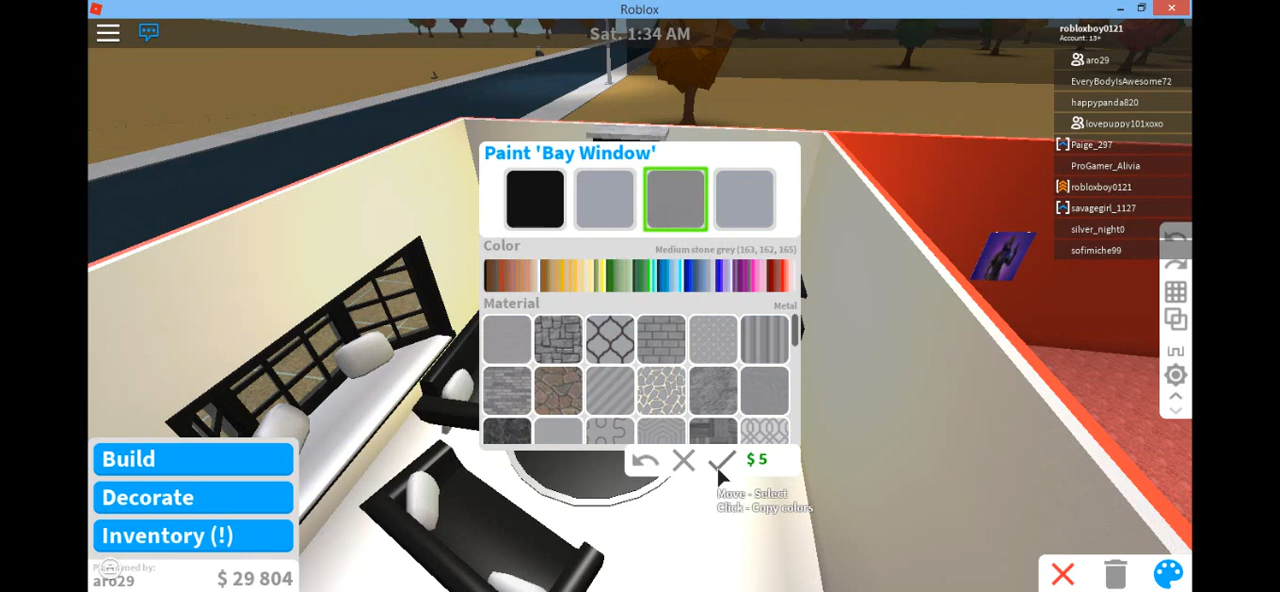 Roblox
Sat. 1:34 AM
robloxboy0121
Account: 13+
aro29
EveryBodyIsAwesome72
happypanda820
lovepuppy101xoxo
Paige_297
ProGamer_Alivia
robloxboy0121
savagegirl_1127
silver_night0
sofimiche99
Paint 'Bay Window'
Color
Medium stone grey (163, 162, 165)
Material
Metal
$ 5
Move - Select
Click - Copy colors
Build
Decorate
Inventory (!)
aro29
$ 29 804